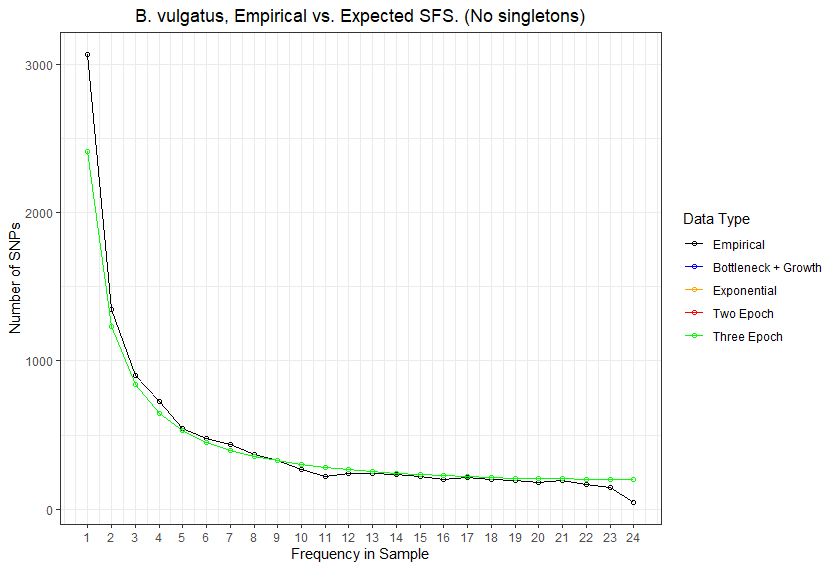 B. vulgatus, Empirical vs. Expected SFS. (No singletons)
Number of SNPs
3000
2000
1000
0
1 2 3 4 5 6 7 8 9 10 11 12 13 14 15 16 17 18 19 20 21 22 23 24
Frequency in Sample
Data Type
Empirical
Bottleneck + Growth
Exponential
Two Epoch
Three Epoch